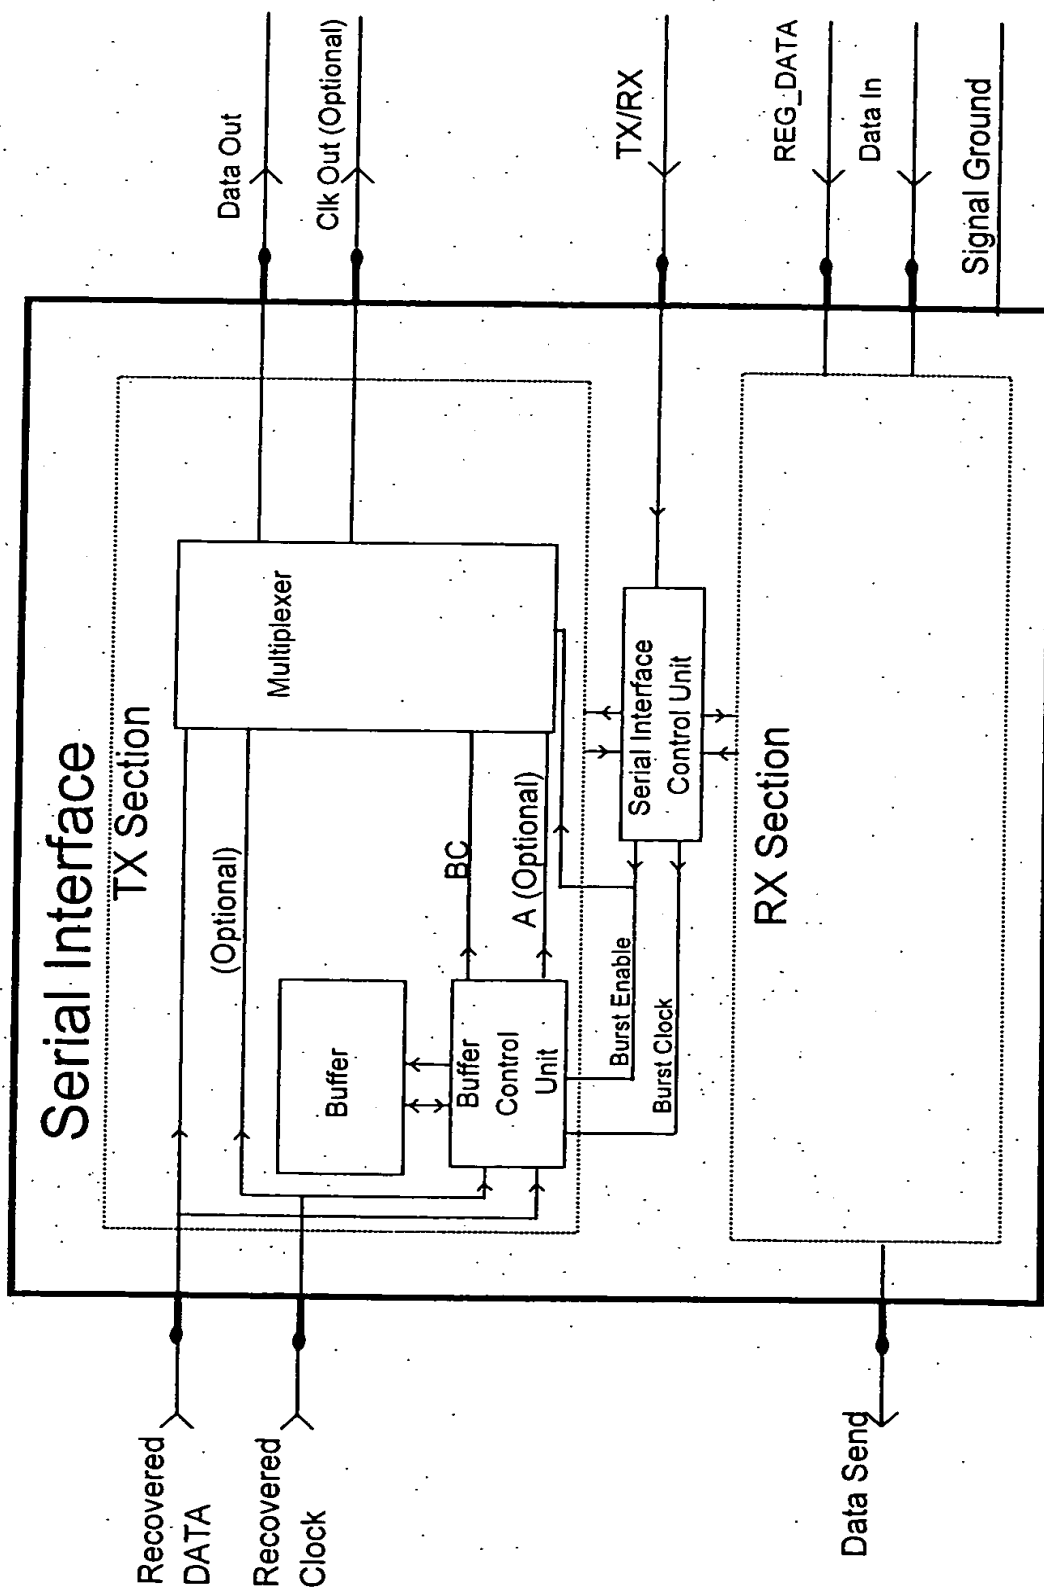 Serial Interface
TX Section
Recovered
DATA
Recovered
Clock
(Optional)
Buffer
Buffer
Control
Unit
BC
A (Optional)
Multiplexer
Data Out
Clk Out (Optional)
Burst Enable
Burst Clock
Serial Interface
Control Unit
TX/RX
RX Section
REG_DATA
Data In
Signal Ground
Data Send